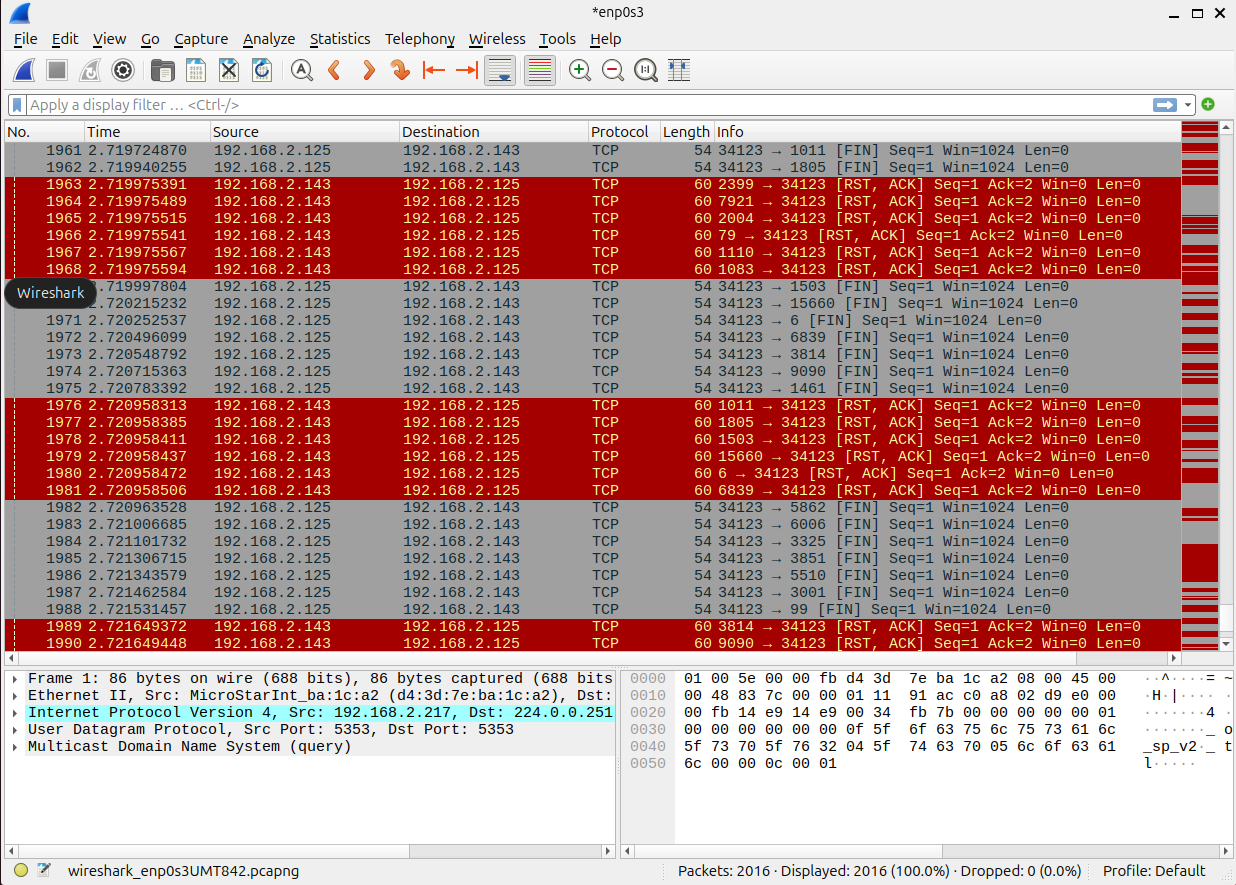 *enp0s3
File Edit View Go Capture Analyze Statistics Telephony Wireless Tools Help
Apply a display filter … <Ctrl-/>
No. Time Source Destination Protocol Length Info
1961 2.719724870 192.168.2.125 192.168.2.143 TCP 54 34123 → 1011 [FIN] Seq=1 Win=1024 Len=0
1962 2.719940255 192.168.2.125 192.168.2.143 TCP 54 34123 → 1805 [FIN] Seq=1 Win=1024 Len=0
1963 2.719975391 192.168.2.143 192.168.2.125 TCP 60 2399 → 34123 [RST, ACK] Seq=1 Ack=2 Win=0 Len=0
1964 2.719975489 192.168.2.143 192.168.2.125 TCP 60 7921 → 34123 [RST, ACK] Seq=1 Ack=2 Win=0 Len=0
1965 2.719975515 192.168.2.143 192.168.2.125 TCP 60 2004 → 34123 [RST, ACK] Seq=1 Ack=2 Win=0 Len=0
1966 2.719975541 192.168.2.143 192.168.2.125 TCP 60 79 → 34123 [RST, ACK] Seq=1 Ack=2 Win=0 Len=0
1967 2.719975567 192.168.2.143 192.168.2.125 TCP 60 1110 → 34123 [RST, ACK] Seq=1 Ack=2 Win=0 Len=0
1968 2.719975594 192.168.2.143 192.168.2.125 TCP 60 1083 → 34123 [RST, ACK] Seq=1 Ack=2 Win=0 Len=0
Wireshark
.719997804 192.168.2.125 192.168.2.143 TCP 54 34123 → 1503 [FIN] Seq=1 Win=1024 Len=0
.720215232 192.168.2.125 192.168.2.143 TCP 54 34123 → 15660 [FIN] Seq=1 Win=1024 Len=0
1971 2.720252537 192.168.2.125 192.168.2.143 TCP 54 34123 → 6 [FIN] Seq=1 Win=1024 Len=0
1972 2.720496099 192.168.2.125 192.168.2.143 TCP 54 34123 → 6839 [FIN] Seq=1 Win=1024 Len=0
1973 2.720548792 192.168.2.125 192.168.2.143 TCP 54 34123 → 3814 [FIN] Seq=1 Win=1024 Len=0
1974 2.720715363 192.168.2.125 192.168.2.143 TCP 54 34123 → 9090 [FIN] Seq=1 Win=1024 Len=0
1975 2.720783392 192.168.2.125 192.168.2.143 TCP 54 34123 → 1461 [FIN] Seq=1 Win=1024 Len=0
1976 2.720958313 192.168.2.143 192.168.2.125 TCP 60 1011 → 34123 [RST, ACK] Seq=1 Ack=2 Win=0 Len=0
1977 2.720958385 192.168.2.143 192.168.2.125 TCP 60 1805 → 34123 [RST, ACK] Seq=1 Ack=2 Win=0 Len=0
1978 2.720958411 192.168.2.143 192.168.2.125 TCP 60 1503 → 34123 [RST, ACK] Seq=1 Ack=2 Win=0 Len=0
1979 2.720958437 192.168.2.143 192.168.2.125 TCP 60 15660 → 34123 [RST, ACK] Seq=1 Ack=2 Win=0 Len=0
1980 2.720958472 192.168.2.143 192.168.2.125 TCP 60 6 → 34123 [RST, ACK] Seq=1 Ack=2 Win=0 Len=0
1981 2.720958506 192.168.2.143 192.168.2.125 TCP 60 6839 → 34123 [RST, ACK] Seq=1 Ack=2 Win=0 Len=0
1982 2.720963528 192.168.2.125 192.168.2.143 TCP 54 34123 → 5862 [FIN] Seq=1 Win=1024 Len=0
1983 2.721006685 192.168.2.125 192.168.2.143 TCP 54 34123 → 6006 [FIN] Seq=1 Win=1024 Len=0
1984 2.721101732 192.168.2.125 192.168.2.143 TCP 54 34123 → 3325 [FIN] Seq=1 Win=1024 Len=0
1985 2.721306715 192.168.2.125 192.168.2.143 TCP 54 34123 → 3851 [FIN] Seq=1 Win=1024 Len=0
1986 2.721343579 192.168.2.125 192.168.2.143 TCP 54 34123 → 5510 [FIN] Seq=1 Win=1024 Len=0
1987 2.721462584 192.168.2.125 192.168.2.143 TCP 54 34123 → 3001 [FIN] Seq=1 Win=1024 Len=0
1988 2.721531457 192.168.2.125 192.168.2.143 TCP 54 34123 → 99 [FIN] Seq=1 Win=1024 Len=0
1989 2.721649372 192.168.2.143 192.168.2.125 TCP 60 3814 → 34123 [RST, ACK] Seq=1 Ack=2 Win=0 Len=0
1990 2.721649448 192.168.2.143 192.168.2.125 TCP 60 9090 → 34123 [RST, ACK] Seq=1 Ack=2 Win=0 Len=0
Frame 1: 86 bytes on wire (688 bits), 86 bytes captured (688 bits
Ethernet II, Src: MicroStarInt_ba:1c:a2 (d4:3d:7e:ba:1c:a2), Dst:
Internet Protocol Version 4, Src: 192.168.2.217, Dst: 224.0.0.251
User Datagram Protocol, Src Port: 5353, Dst Port: 5353
Multicast Domain Name System (query)
0000 01 00 5e 00 00 fb d4 3d 7e ba 1c a2 08 00 45 00 ··^····= ~
0010 00 48 83 7c 00 00 01 11 91 ac c0 a8 02 d9 e0 00 ·H·|···· ·
0020 00 fb 14 e9 14 e9 00 34 fb 7b 00 00 00 00 00 01 ·······4 ·
0030 00 00 00 00 00 00 0f 5f 6f 63 75 6c 75 73 61 6c ·······_ o
0040 5f 73 70 5f 76 32 04 5f 74 63 70 05 6c 6f 63 61 _sp_v2·_ t
0050 6c 00 00 0c 00 01 l·····
wireshark_enp0s3UMT842.pcapng Packets: 2016 · Displayed: 2016 (100.0%) · Dropped: 0 (0.0%) Profile: Default